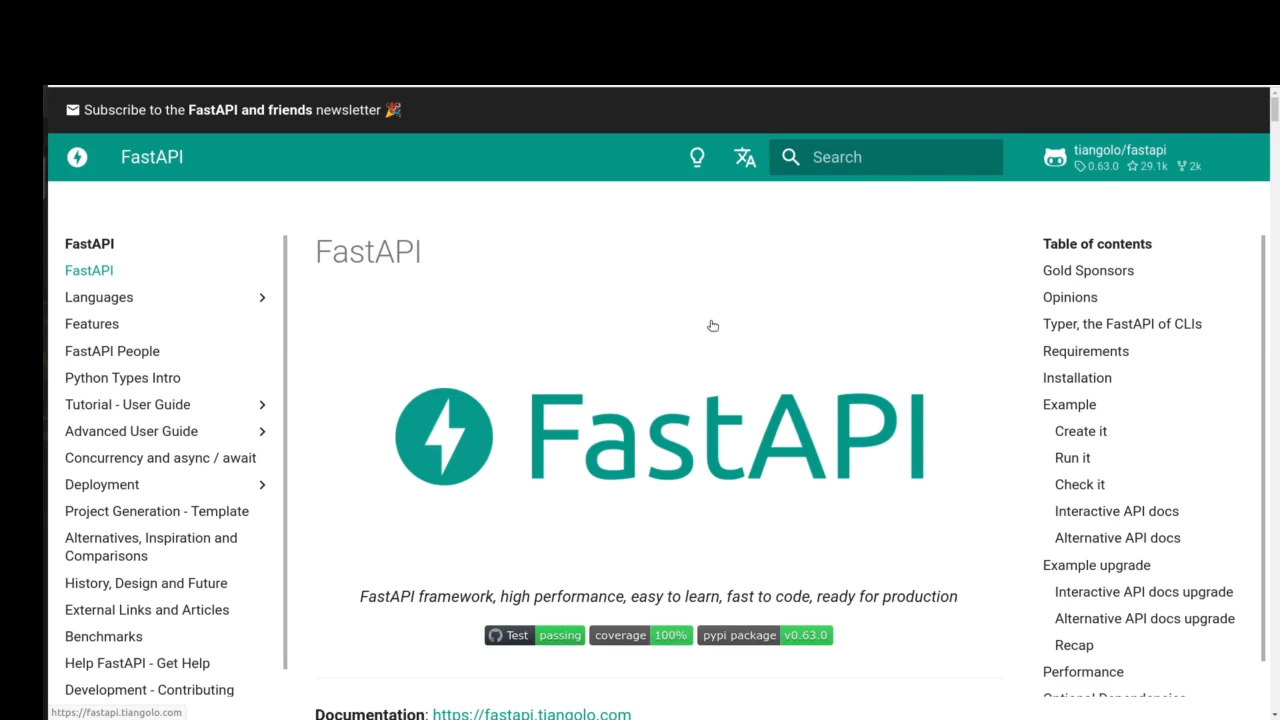 Subscribe to the FastAPI and friends newsletter 🎉
FastAPI
Search
tiangolo/fastapi
0.63.0 29.1k 2k
FastAPI
FastAPI
Languages
Features
FastAPI People
Python Types Intro
Tutorial - User Guide
Advanced User Guide
Concurrency and async / await
Deployment
Project Generation - Template
Alternatives, Inspiration and
Comparisons
History, Design and Future
External Links and Articles
Benchmarks
Help FastAPI - Get Help
Development - Contributing
https://fastapi.tiangolo.com
FastAPI
FastAPI
FastAPI framework, high performance, easy to learn, fast to code, ready for production
Test passing coverage 100% pypi package v0.63.0
Documentation: https://fastapi.tiangolo.com
Table of contents
Gold Sponsors
Opinions
Typer, the FastAPI of CLIs
Requirements
Installation
Example
Create it
Run it
Check it
Interactive API docs
Alternative API docs
Example upgrade
Interactive API docs upgrade
Alternative API docs upgrade
Recap
Performance
Optional Dependencies